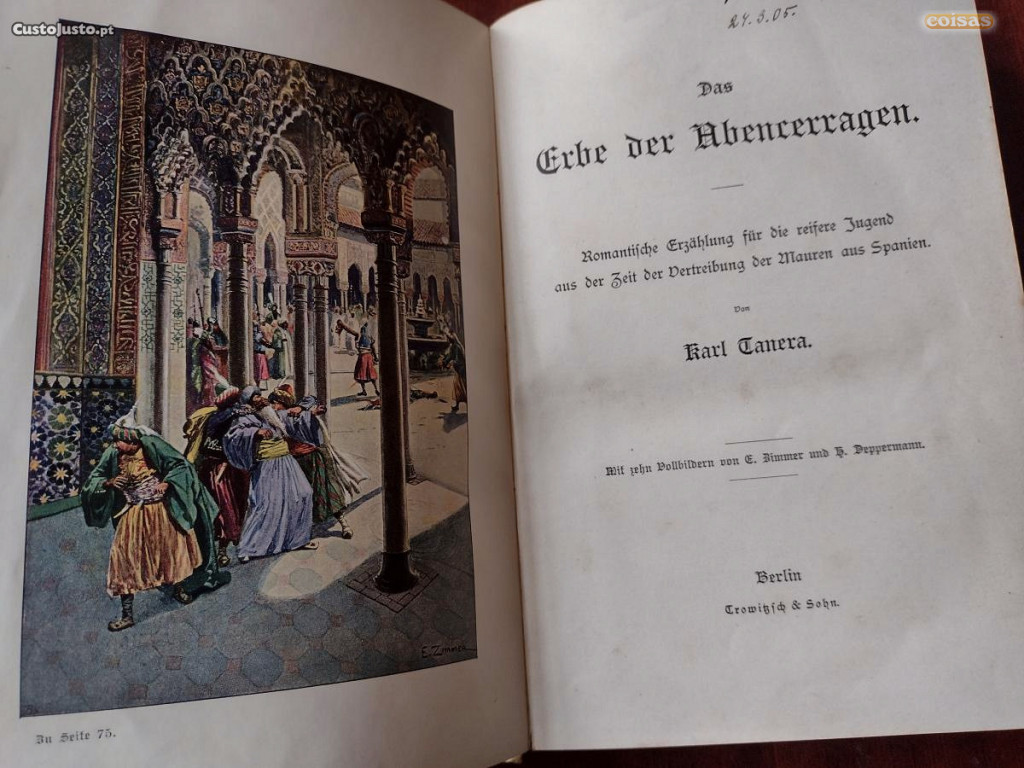 CustoJusto.pt
coisas
E. Zimmer
Zu Seite 75.
24.3.05.
Das
Erbe der Abencerragen.
Romantische Erzählung für die reifere Jugend
aus der Zeit der Vertreibung der Mauren aus Spanien.
Von
Karl Tanera.
Mit zehn Vollbildern von E. Zimmer und H. Deppermann.
Berlin
Trowitzsch & Sohn.